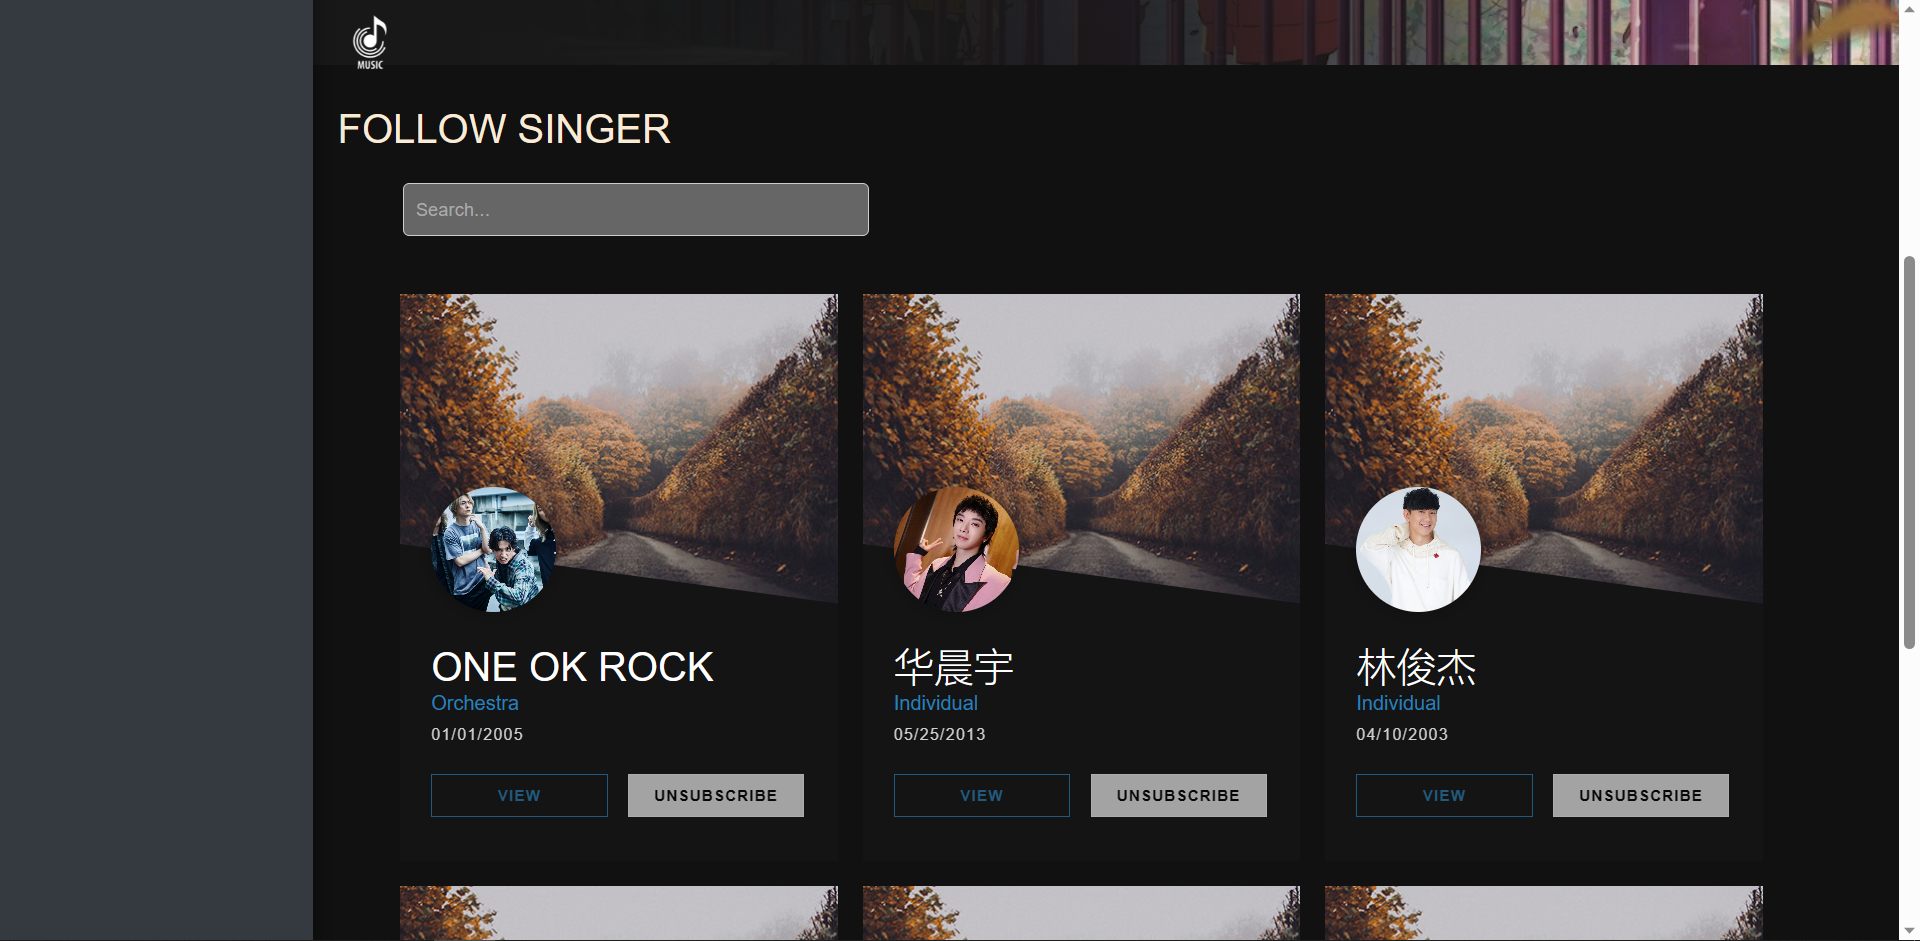 MUSIC
FOLLOW SINGER
Search...
ONE OK ROCK
Orchestra
01/01/2005
VIEW
UNSUBSCRIBE
华晨宇
Individual
05/25/2013
VIEW
UNSUBSCRIBE
林俊杰
Individual
04/10/2003
VIEW
UNSUBSCRIBE